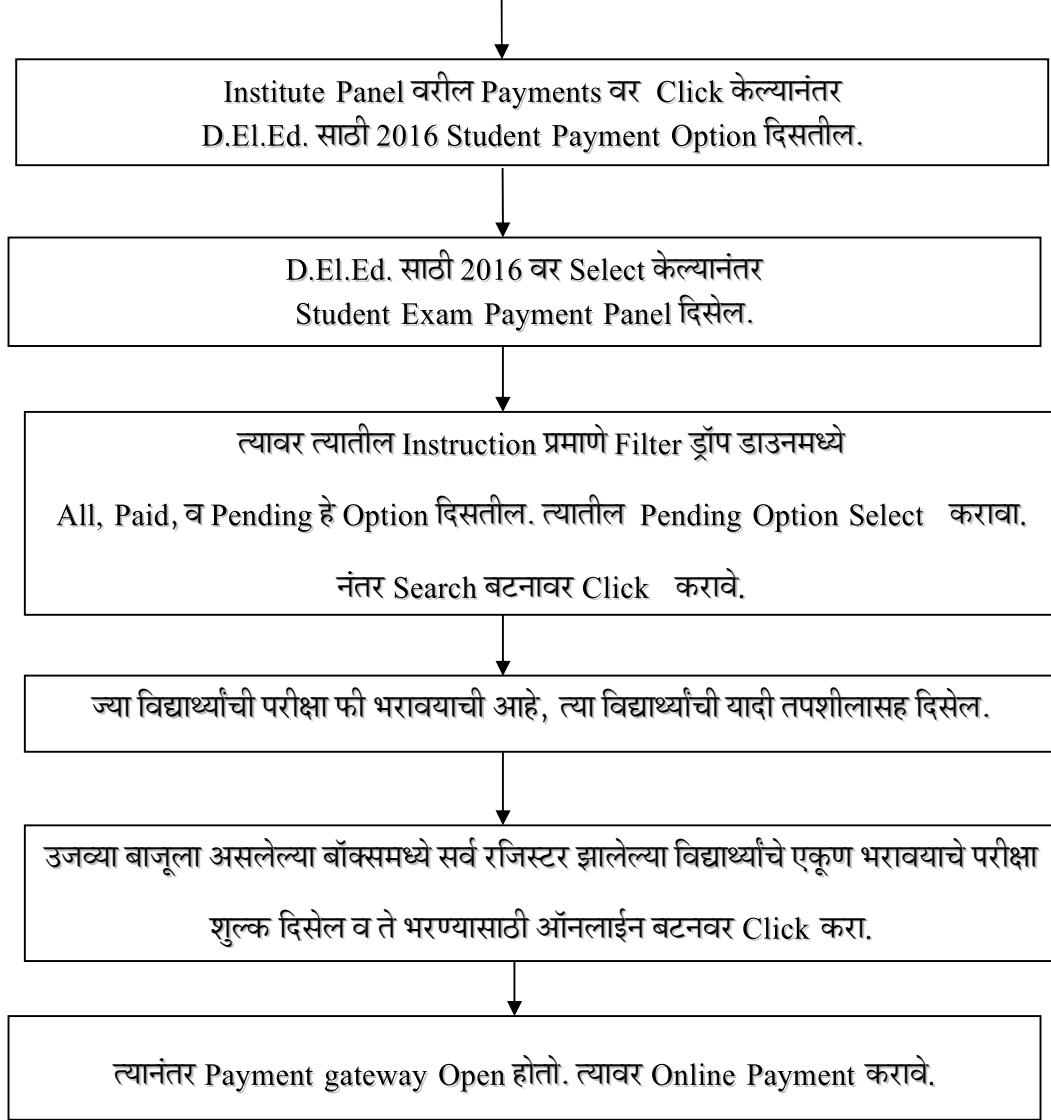 Institute Panel वरील Payments वर Click केल्यानंतर
D.El.Ed. साठी 2016 Student Payment Option दिसतील.
D.El.Ed. साठी 2016 वर Select केल्यानंतर
Student Exam Payment Panel दिसेल.
त्यावर त्यातील Instruction प्रमाणे Filter ड्रॉप डाउनमध्ये
All, Paid, व Pending हे Option दिसतील. त्यातील Pending Option Select करावा.
नंतर Search बटनावर Click करावे.
ज्या विद्यार्थ्यांची परीक्षा फी भरावयाची आहे, त्या विद्यार्थ्यांची यादी तपशीलासह दिसेल.
उजव्या बाजूला असलेल्या बॉक्समध्ये सर्व रजिस्टर झालेल्या विद्यार्थ्यांचे एकूण भरावयाचे परीक्षा
शुल्क दिसेल व ते भरण्यासाठी ऑनलाईन बटनवर Click करा.
त्यानंतर Payment gateway Open होतो. त्यावर Online Payment करावे.